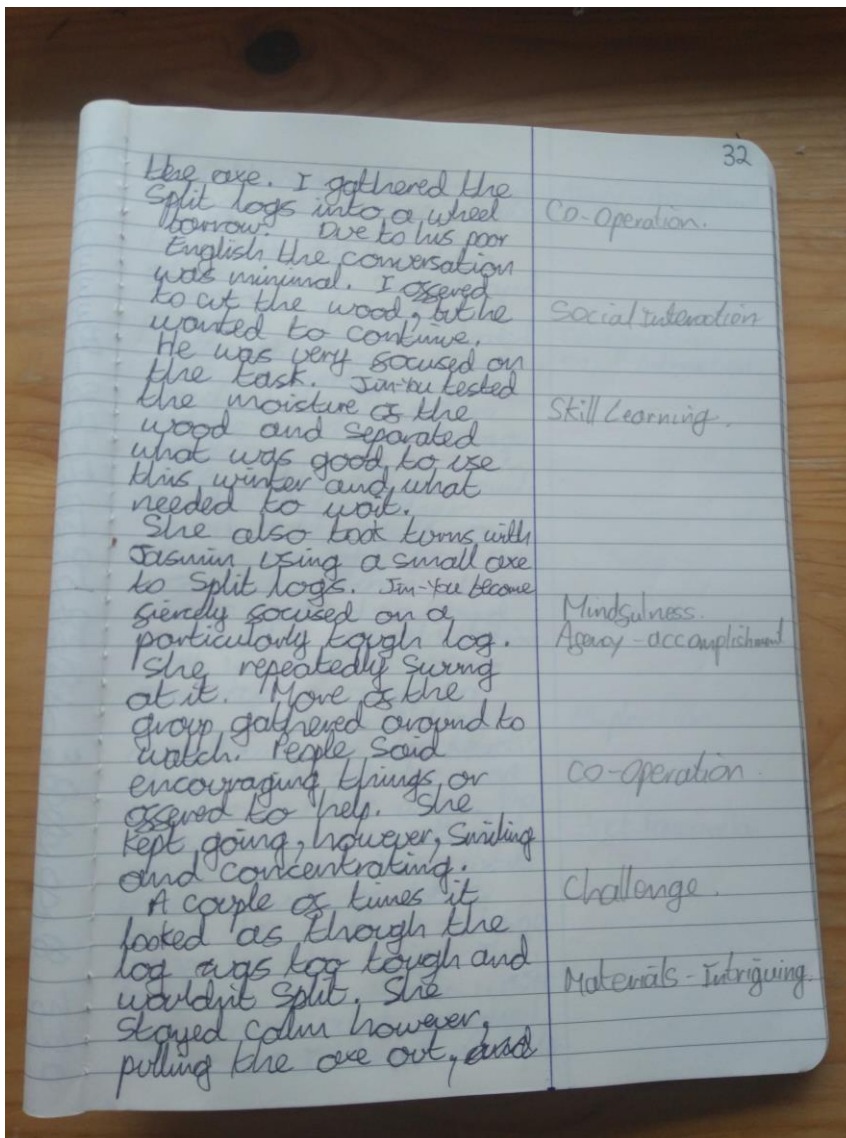 32
the axe. I gathered the
Split logs into a wheel
barrow. Due to his poor
Co-Operation.
English the conversation
was minimal. I offered
to cut the wood, but he
Social interaction
wanted to continue.
He was very focused on
the task. Jin-You tested
the moisture of the
Skill Learning.
wood and separated
what was good to use
this winter and what
needed to wait.
She also took turns with
Jasmin using a small axe
to Split logs. Jin-You become
fiercely focused on a
Mindfulness.
particularly tough log.
Agency - accomplishment
She repeatedly Swung
at it. More of the
group gathered around to
watch. People Said
encouraging things or
Co-Operation.
offered to help. She
kept going, however, Smiling
and concentrating.
A couple of times it
Challenge.
looked as though the
log was too tough and
wouldn't Split. She
Materials - Intriguing.
Stayed calm however,
pulling the axe out, and